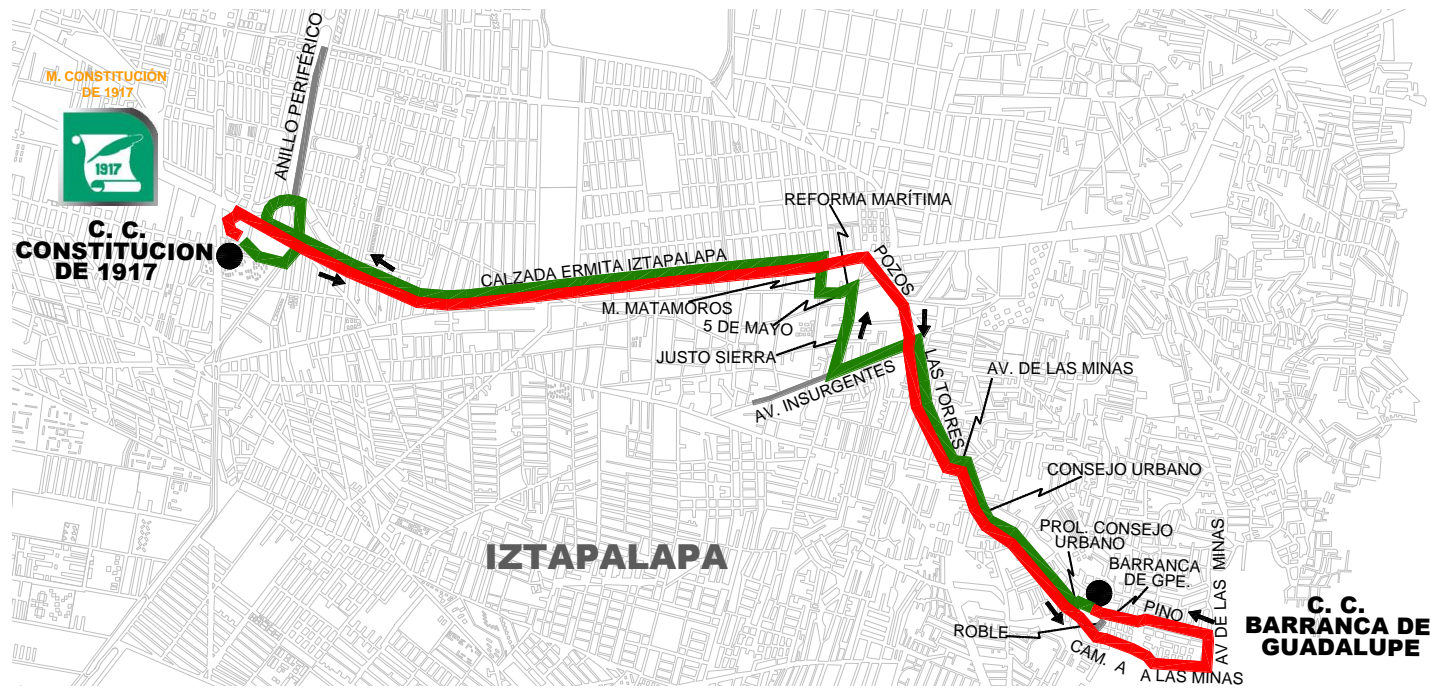 M. CONSTITUCIÓN
DE 1917
1917
ANILLO PERIFÉRICO
C. C.
CONSTITUCION
DE 1917
CALZADA ERMITA IZTAPALAPA
REFORMA MARÍTIMA
POZOS
M. MATAMOROS
5 DE MAYO
JUSTO SIERRA
AV. INSURGENTES
LAS TORRES
AV. DE LAS MINAS
CONSEJO URBANO
PROL. CONSEJO
URBANO
IZTAPALAPA
BARRANCA
DE GPE.
PINO
AV DE LAS MINAS
C. C.
BARRANCA DE
GUADALUPE
ROBLE
CAM. A
A LAS MINAS